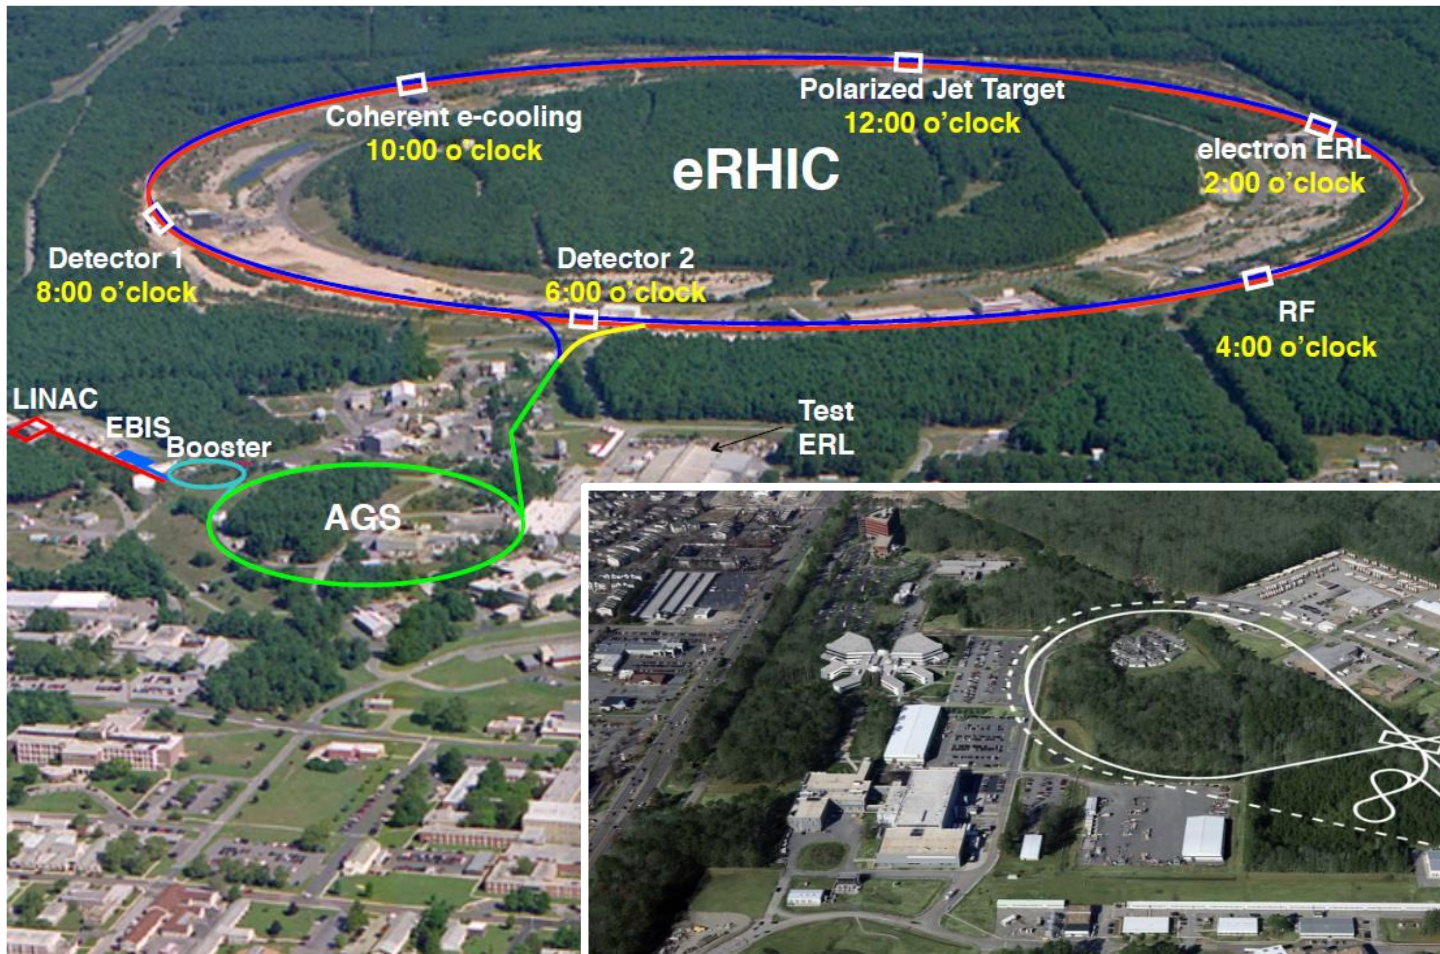 Coherent e-cooling
10:00 o'clock
Polarized Jet Target
12:00 o'clock
eRHIC
electron ERL
2:00 o'clock
Detector 1
8:00 o'clock
Detector 2
6:00 o'clock
RF
4:00 o'clock
LINAC
EBIS
Booster
Test
ERL
AGS